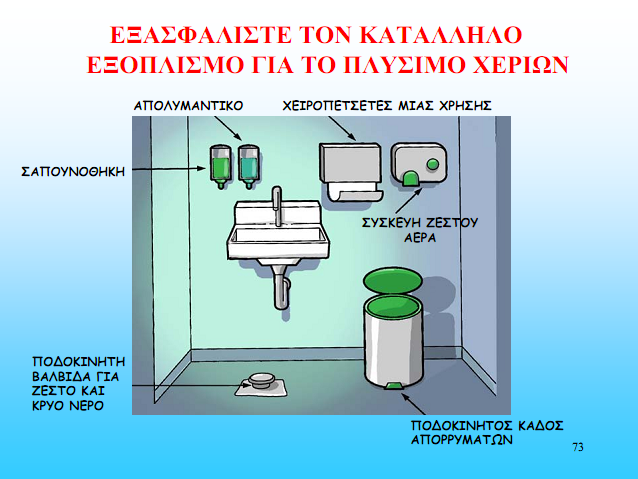 ΕΞΑΣΦΑΛΙΣΤΕ ΤΟΝ ΚΑΤΑΛΛΗΛΟ
ΕΞΟΠΛΙΣΜΟ ΓΙΑ ΤΟ ΠΛΥΣΙΜΟ ΧΕΡΙΩΝ
ΑΠΟΛΥΜΑΝΤΙΚΟ
ΧΕΙΡΟΠΕΤΣΕΤΕΣ ΜΙΑΣ ΧΡΗΣΗΣ
ΣΑΠΟΥΝΟΘΗΚΗ
ΣΥΣΚΕΥΗ ΖΕΣΤΟΥ
ΑΕΡΑ
ΠΟΔΟΚΙΝΗΤΗ
ΒΑΛΒΙΔΑ ΓΙΑ
ΖΕΣΤΟ ΚΑΙ
ΚΡΥΟ ΝΕΡΟ
ΠΟΔΟΚΙΝΗΤΟΣ ΚΑΔΟΣ
ΑΠΟΡΡΥΜΑΤΩΝ
73